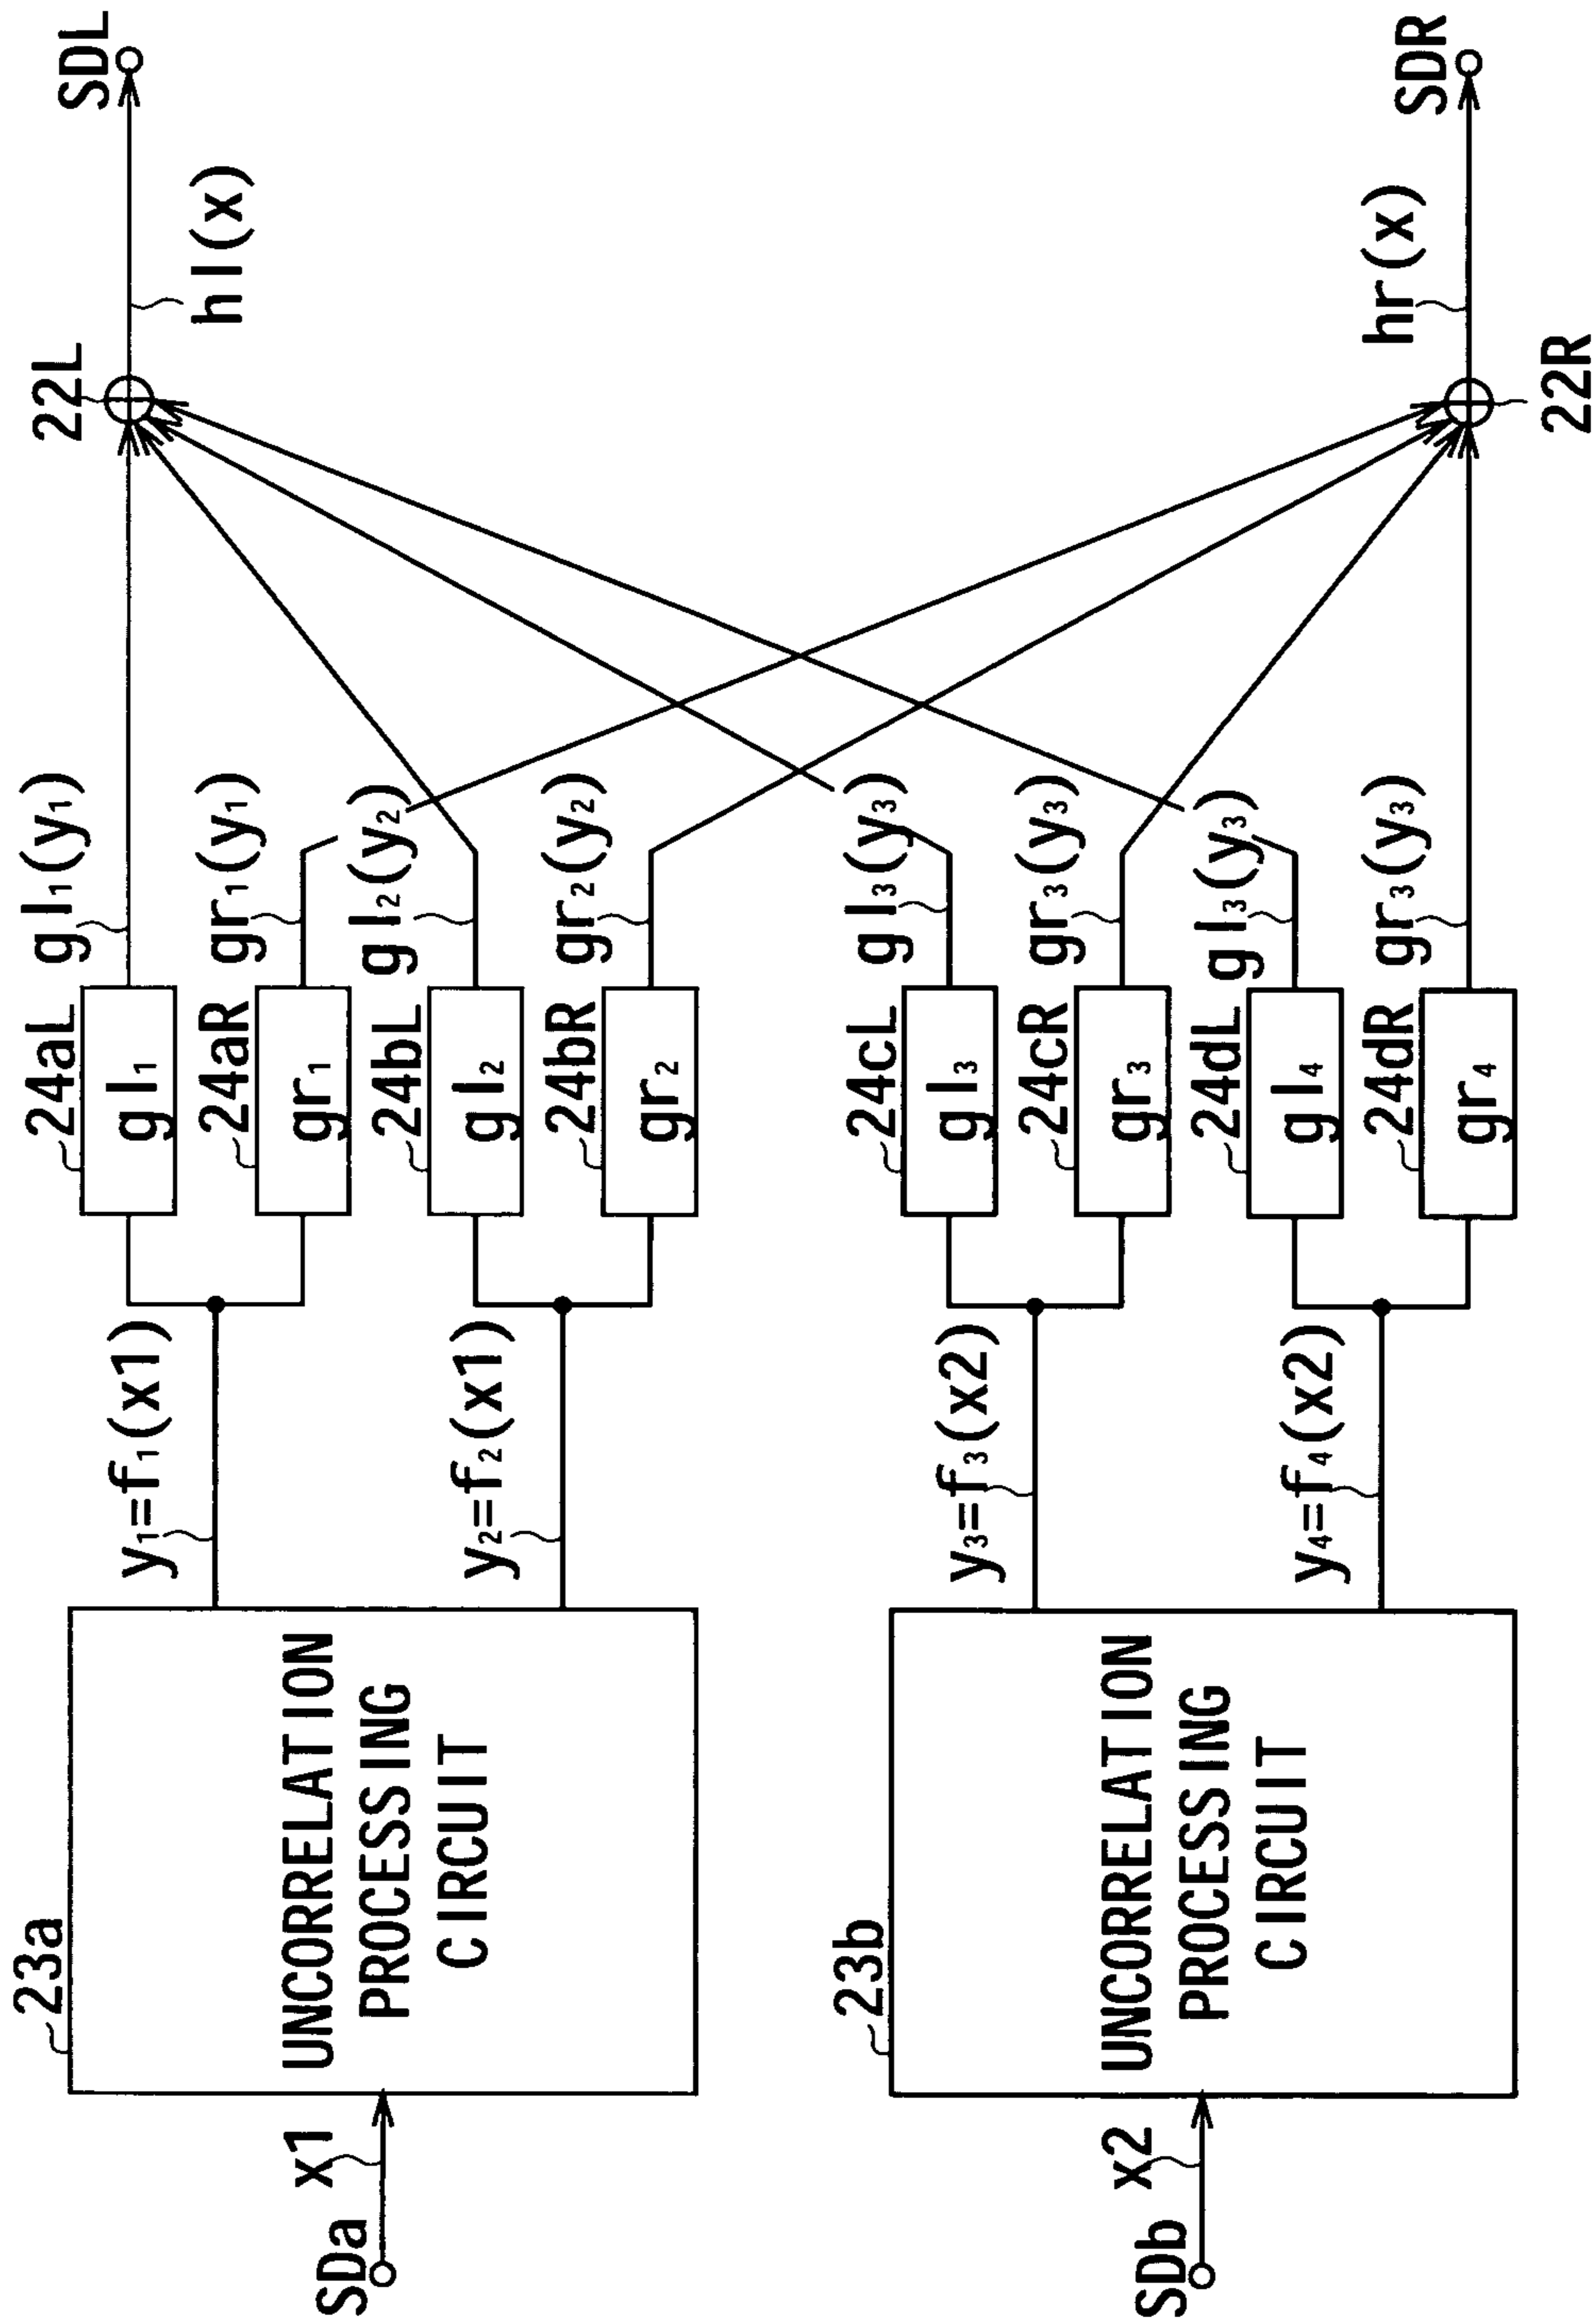 SDa
x1
23a
UNCORRELATION
PROCESSING
CIRCUIT
y₁=f₁(x1)
y₂=f₂(x1)
24aL
gl₁
gl₁(y₁)
24aR
gr₁
gr₁(y₁)
24bL
gl₂
gl₂(y₂)
24bR
gr₂
gr₂(y₂)
22L
hl(x)
SDL
SDb
x2
23b
UNCORRELATION
PROCESSING
CIRCUIT
y₃=f₃(x2)
y₄=f₄(x2)
24cL
gl₃
gl₃(y₃)
24cR
gr₃
gr₃(y₃)
24dL
gl₄
gl₃(y₃)
24dR
gr₄
gr₃(y₃)
22R
hr(x)
SDR